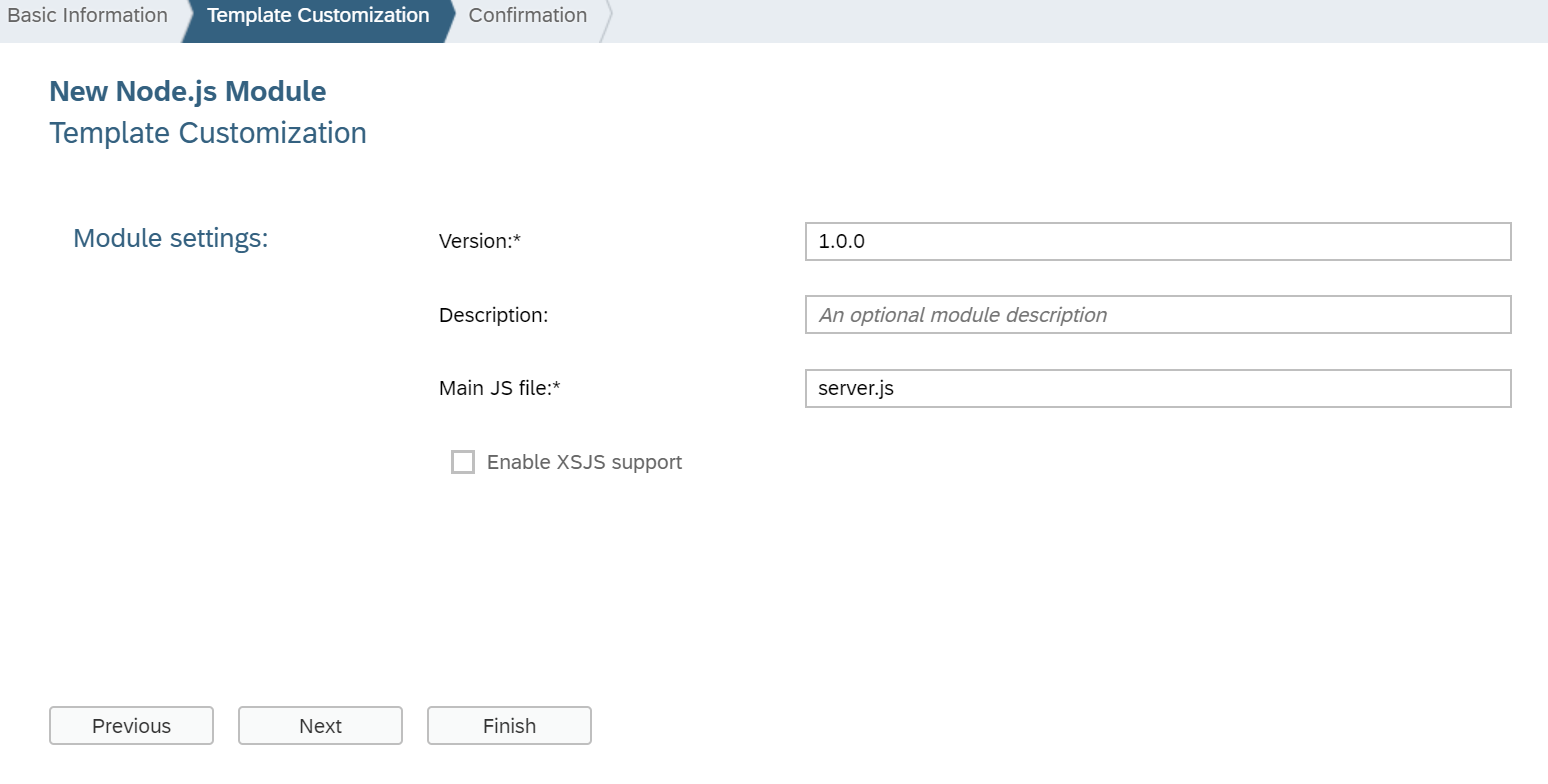 Basic Information Template Customization Confirmation
New Node.js Module
Template Customization
Module settings:
Version:* 1.0.0
Description: An optional module description
Main JS file:* server.js
Enable XSJS support
Previous Next Finish